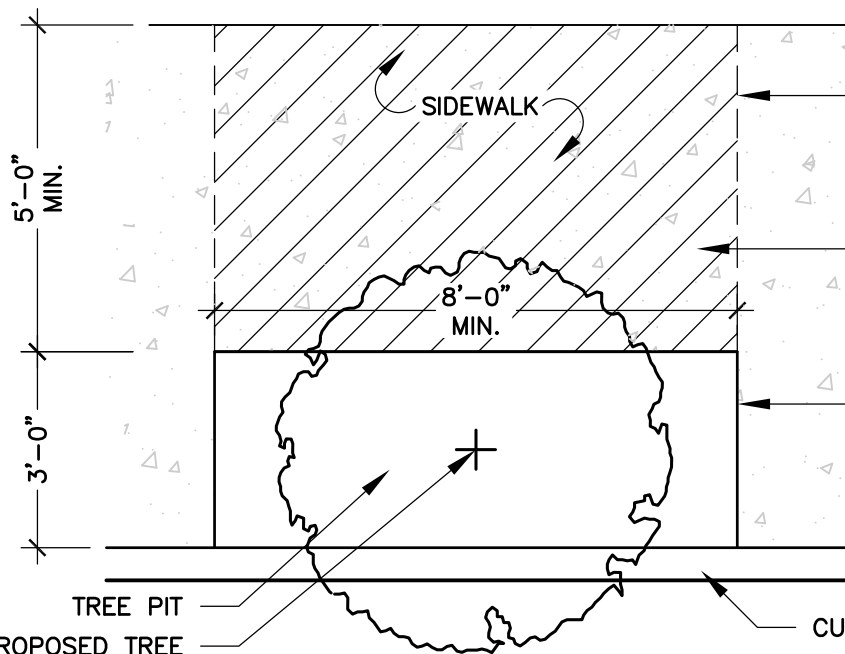 SIDEWALK
5'-0"
MIN.
8'-0"
MIN.
3'-0"
TREE PIT
ROPOSED TREE
CU